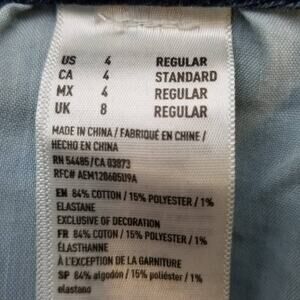 US 4 REGULAR
CA 4 STANDARD
MX 4 REGULAR
UK 8 REGULAR
MADE IN CHINA / FABRIQUÉ EN CHINE /
HECHO EN CHINA
RN 54485/CA 03873
RFC# AEM120605U9A
EN 84% COTTON / 15% POLYESTER / 1%
ELASTANE
EXCLUSIVE OF DECORATION
FR 84% COTON / 15% POLYESTER / 1%
ÉLASTHANNE
À L'EXCEPTION DE LA GARNITURE
SP 84% algodón / 15% poliéster / 1%
elastano